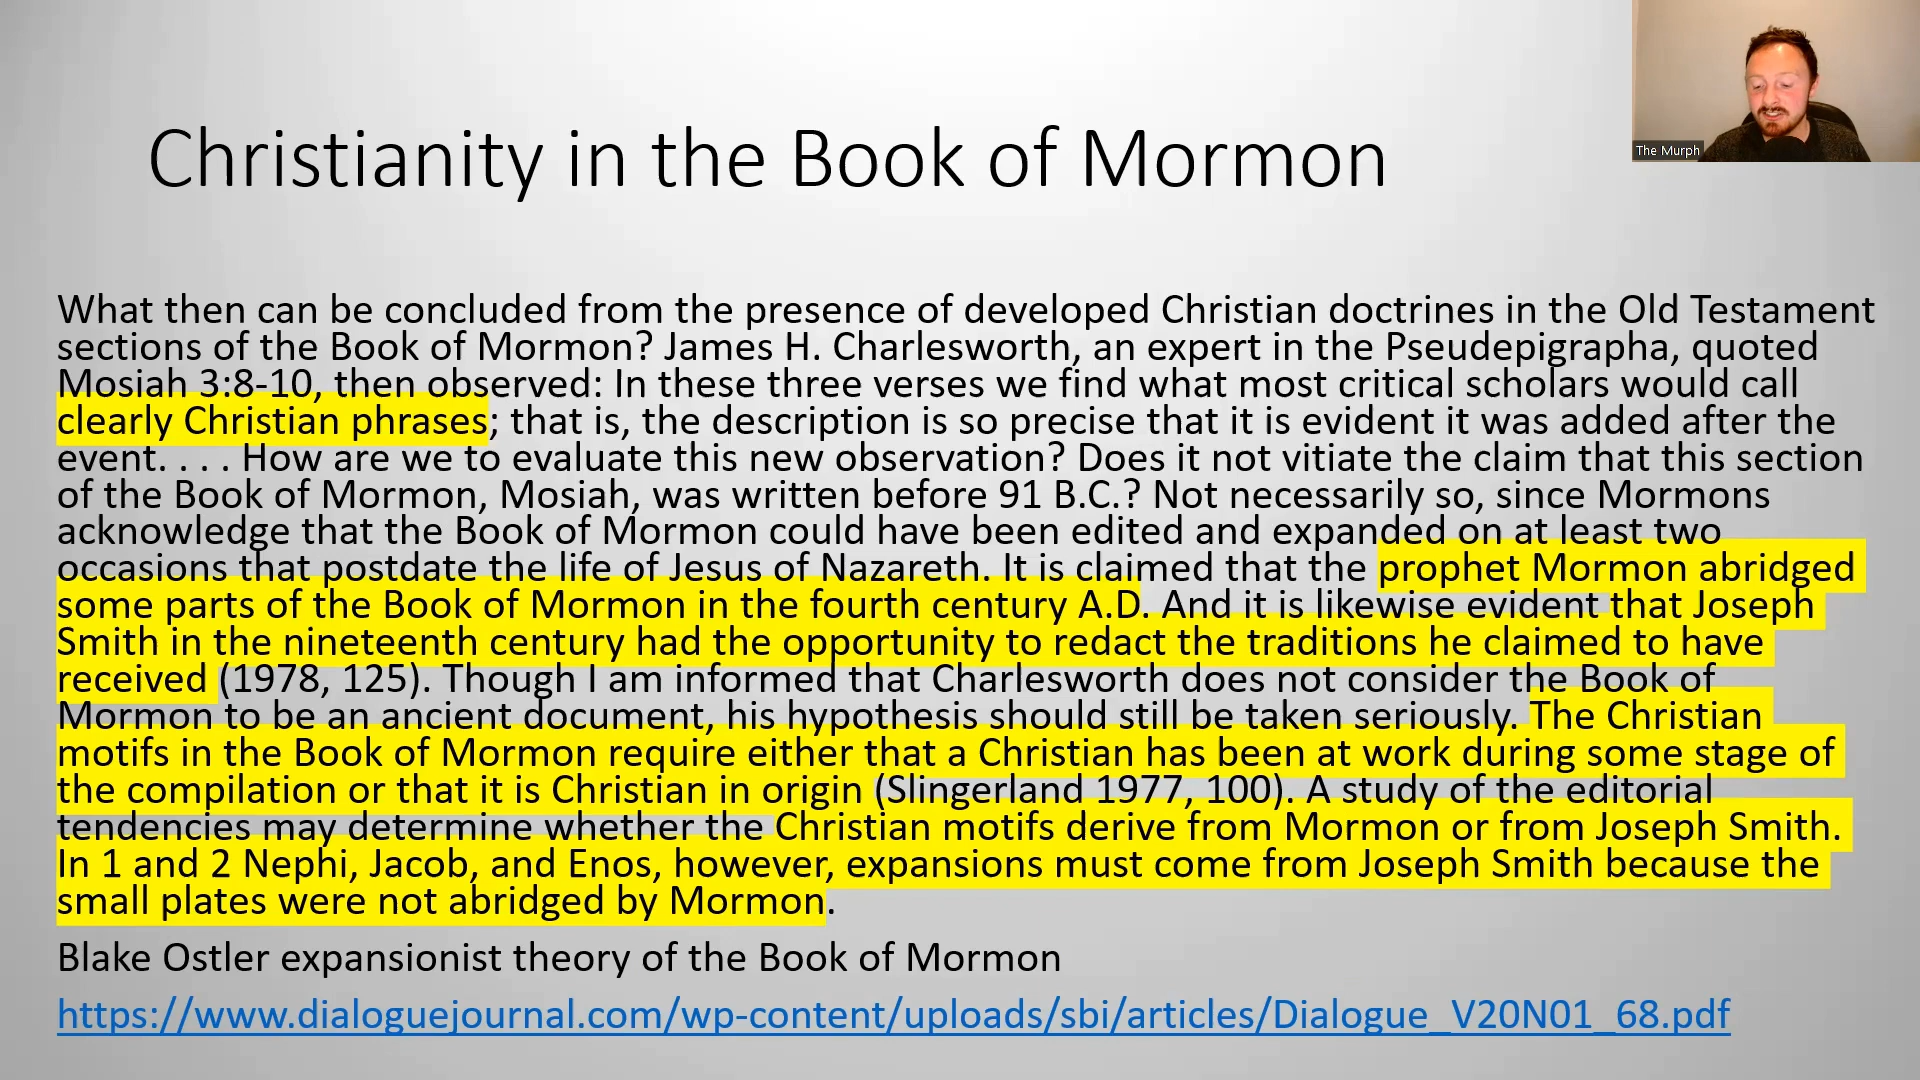 The Murph
Christianity in the Book of Mormon
What then can be concluded from the presence of developed Christian doctrines in the Old Testament
sections of the Book of Mormon? James H. Charlesworth, an expert in the Pseudepigrapha, quoted
Mosiah 3:8-10, then observed: In these three verses we find what most critical scholars would call
clearly Christian phrases; that is, the description is so precise that it is evident it was added after the
event. . . . How are we to evaluate this new observation? Does it not vitiate the claim that this section
of the Book of Mormon, Mosiah, was written before 91 B.C.? Not necessarily so, since Mormons
acknowledge that the Book of Mormon could have been edited and expanded on at least two
occasions that postdate the life of Jesus of Nazareth. It is claimed that the prophet Mormon abridged
some parts of the Book of Mormon in the fourth century A.D. And it is likewise evident that Joseph
Smith in the nineteenth century had the opportunity to redact the traditions he claimed to have
received (1978, 125). Though I am informed that Charlesworth does not consider the Book of
Mormon to be an ancient document, his hypothesis should still be taken seriously. The Christian
motifs in the Book of Mormon require either that a Christian has been at work during some stage of
the compilation or that it is Christian in origin (Slingerland 1977, 100). A study of the editorial
tendencies may determine whether the Christian motifs derive from Mormon or from Joseph Smith.
In 1 and 2 Nephi, Jacob, and Enos, however, expansions must come from Joseph Smith because the
small plates were not abridged by Mormon.
Blake Ostler expansionist theory of the Book of Mormon
https://www.dialoguejournal.com/wp-content/uploads/sbi/articles/Dialogue_V20N01_68.pdf